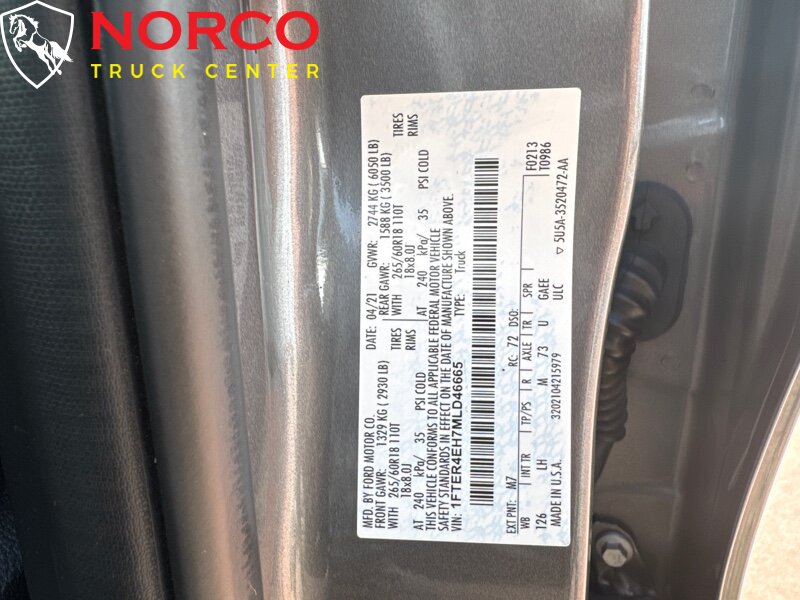 NORCO
TRUCK CENTER
MFD. BY FORD MOTOR CO.
DATE: 04/21 GVWR: 2744 KG ( 6050 LB)
FRONT GAWR: 1329 KG ( 2930 LB) REAR GAWR: 1588 KG ( 3500 LB)
WITH 265/60R18 110T TIRES WITH 265/60R18 110T TIRES
18x8.0J RIMS 18x8.0J RIMS
AT 240 kPa/ 35 PSI COLD AT 240 kPa/ 35 PSI COLD
THIS VEHICLE CONFORMS TO ALL APPLICABLE FEDERAL MOTOR VEHICLE
SAFETY STANDARDS IN EFFECT ON THE DATE OF MANUFACTURE SHOWN ABOVE.
VIN: 1FTER4EH7MLD46665 TYPE: Truck
EXT PNT: M7 RC: 72 DSO: F0213
WB INT TR TP/PS R AXLE TR SPR T0986
126 LH M 73 U GAEE
MADE IN U.S.A. 3202104215979 ULC ▽ 5U5A-3520472-AA